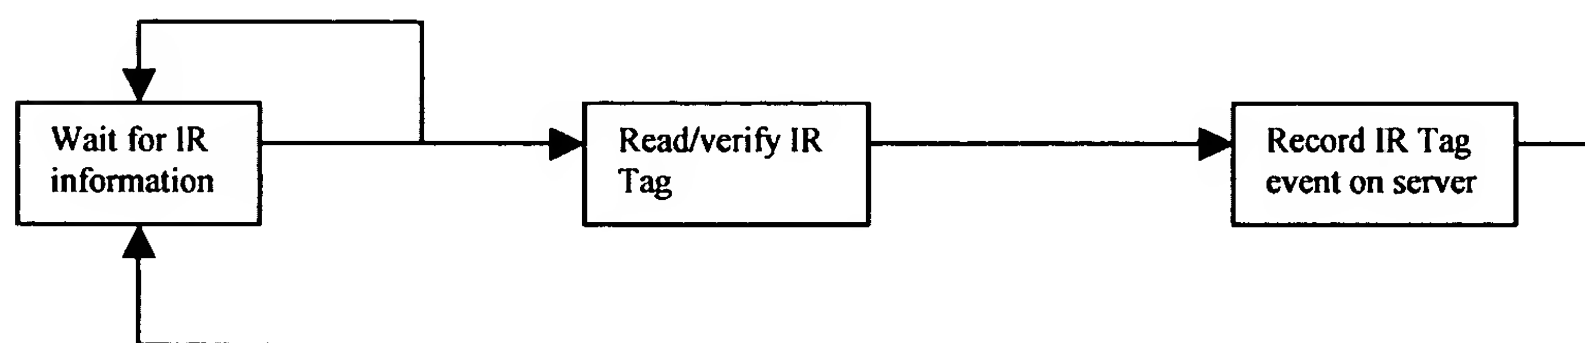 Wait for IR
information
Read/verify IR
Tag
Record IR Tag
event on server